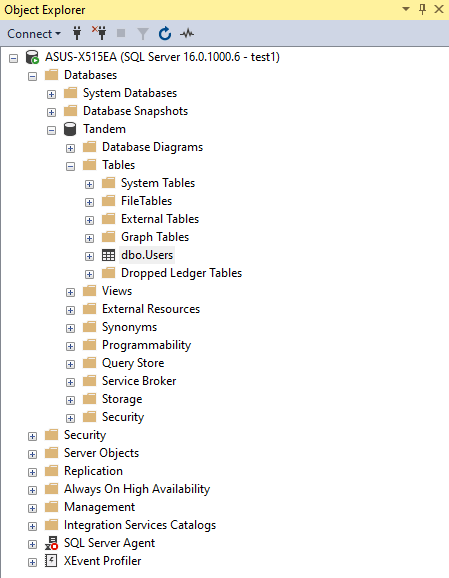 Object Explorer
Connect
ASUS-X515EA (SQL Server 16.0.1000.6 - test1)
Databases
System Databases
Database Snapshots
Tandem
Database Diagrams
Tables
System Tables
FileTables
External Tables
Graph Tables
dbo.Users
Dropped Ledger Tables
Views
External Resources
Synonyms
Programmability
Query Store
Service Broker
Storage
Security
Security
Server Objects
Replication
Always On High Availability
Management
Integration Services Catalogs
SQL Server Agent
XEvent Profiler